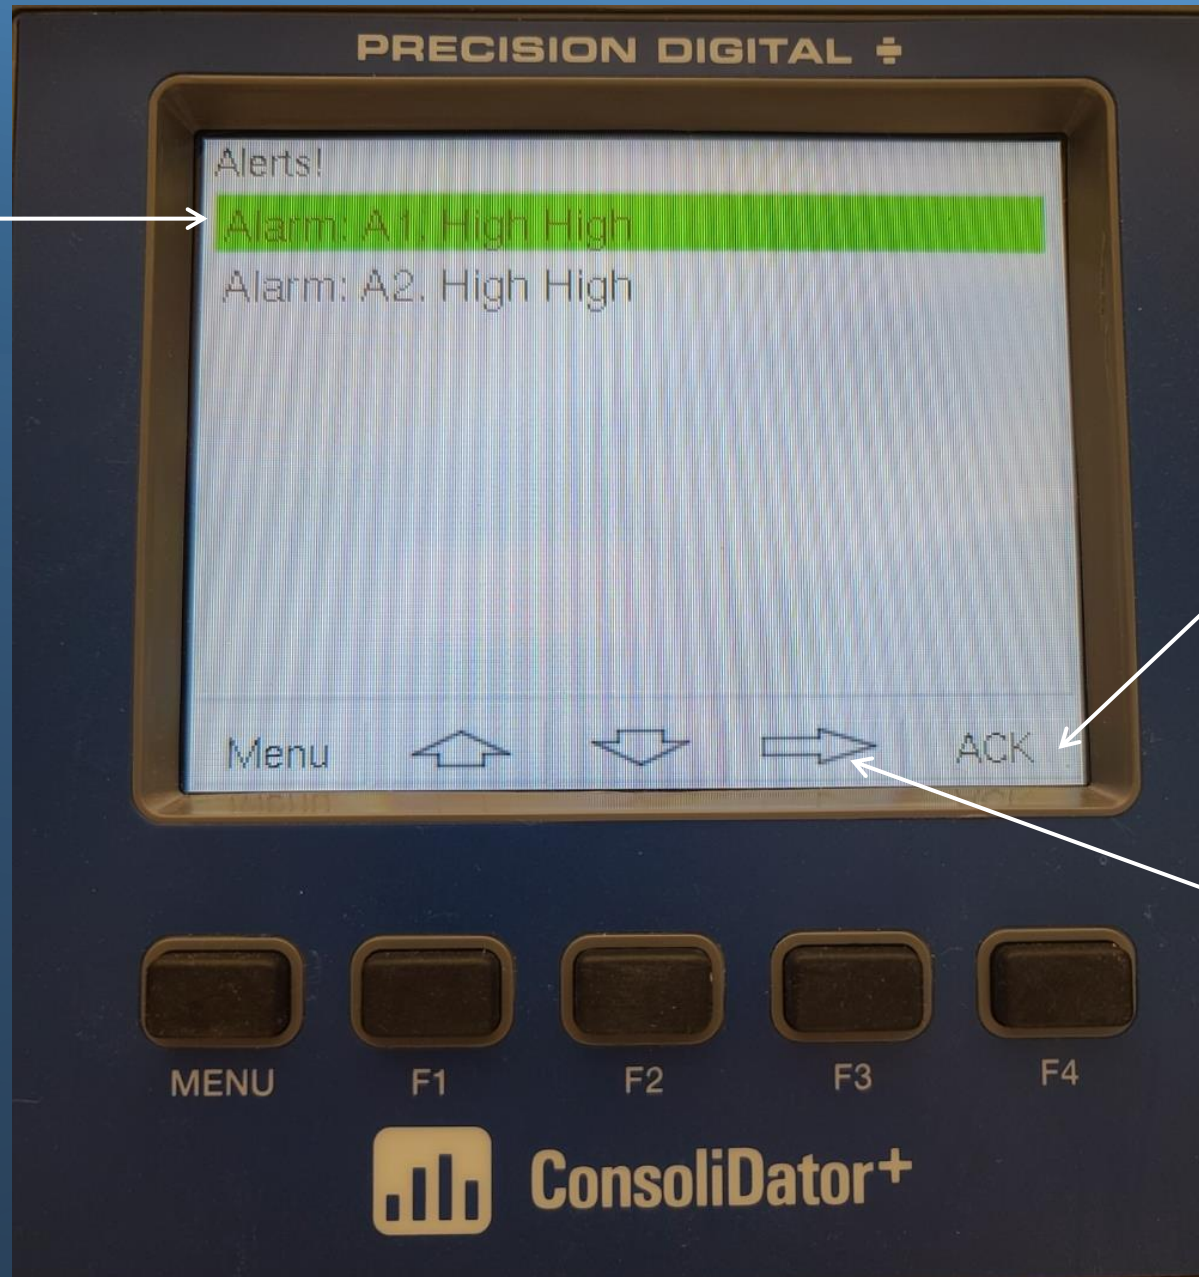 PRECISION DIGITAL
Alerts!
Alarm: A1. High High
Alarm: A2. High High
Menu ACK
MENU F1 F2 F3 F4
ConsoliDator+